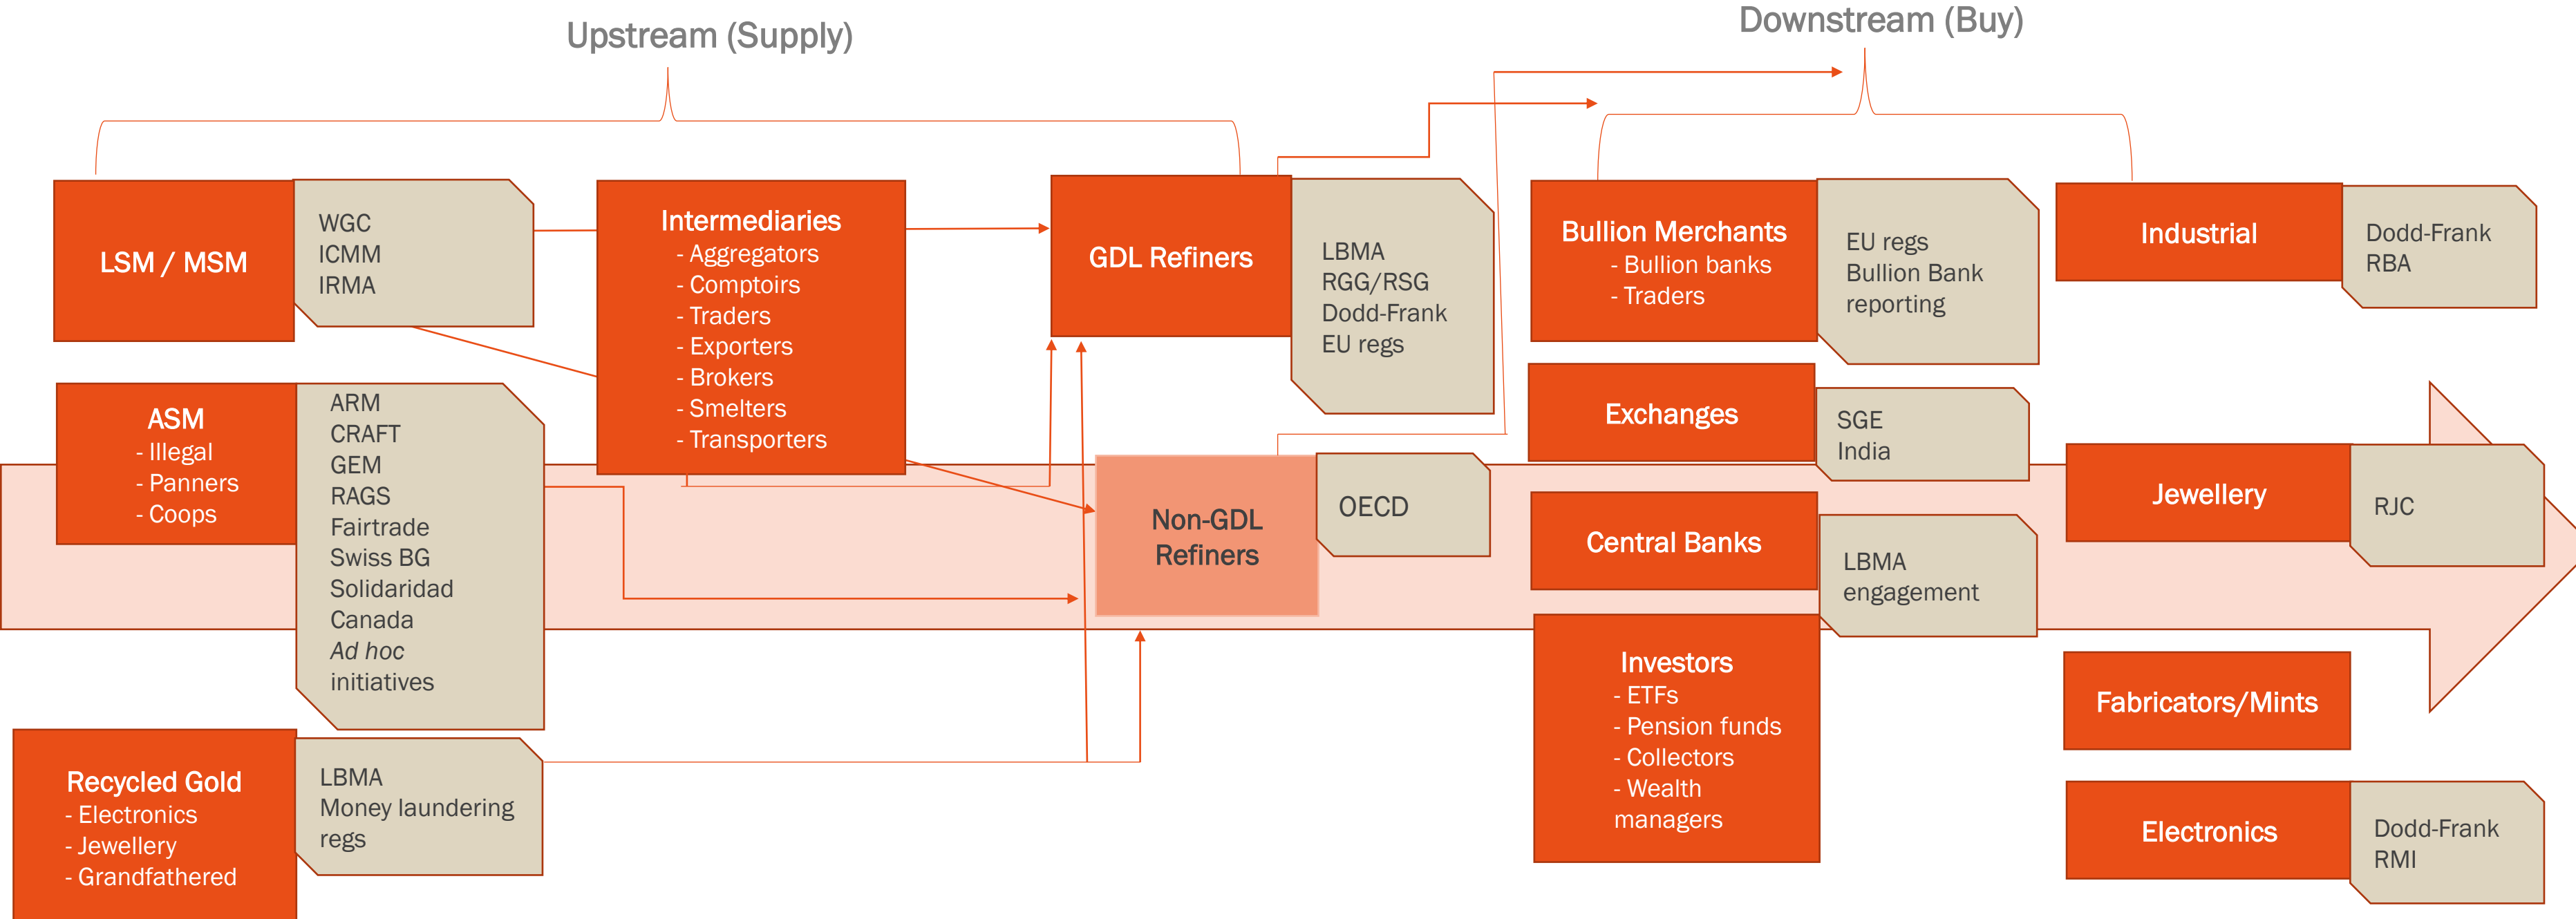 Upstream (Supply)
Downstream (Buy)
LSM / MSM
WGC
ICMM
IRMA
Intermediaries
- Aggregators
- Comptoirs
- Traders
- Exporters
- Brokers
- Smelters
- Transporters
GDL Refiners
LBMA
RGG/RSG
Dodd-Frank
EU regs
Bullion Merchants
- Bullion banks
- Traders
EU regs
Bullion Bank
reporting
Industrial
Dodd-Frank
RBA
ASM
- Illegal
- Panners
- Coops
ARM
CRAFT
GEM
RAGS
Fairtrade
Swiss BG
Solidaridad
Canada
Ad hoc
initiatives
Non-GDL
Refiners
OECD
Exchanges
SGE
India
Central Banks
LBMA
engagement
Jewellery
RJC
Investors
- ETFs
- Pension funds
- Collectors
- Wealth
managers
Fabricators/Mints
Recycled Gold
- Electronics
- Jewellery
- Grandfathered
LBMA
Money laundering
regs
Electronics
Dodd-Frank
RMI